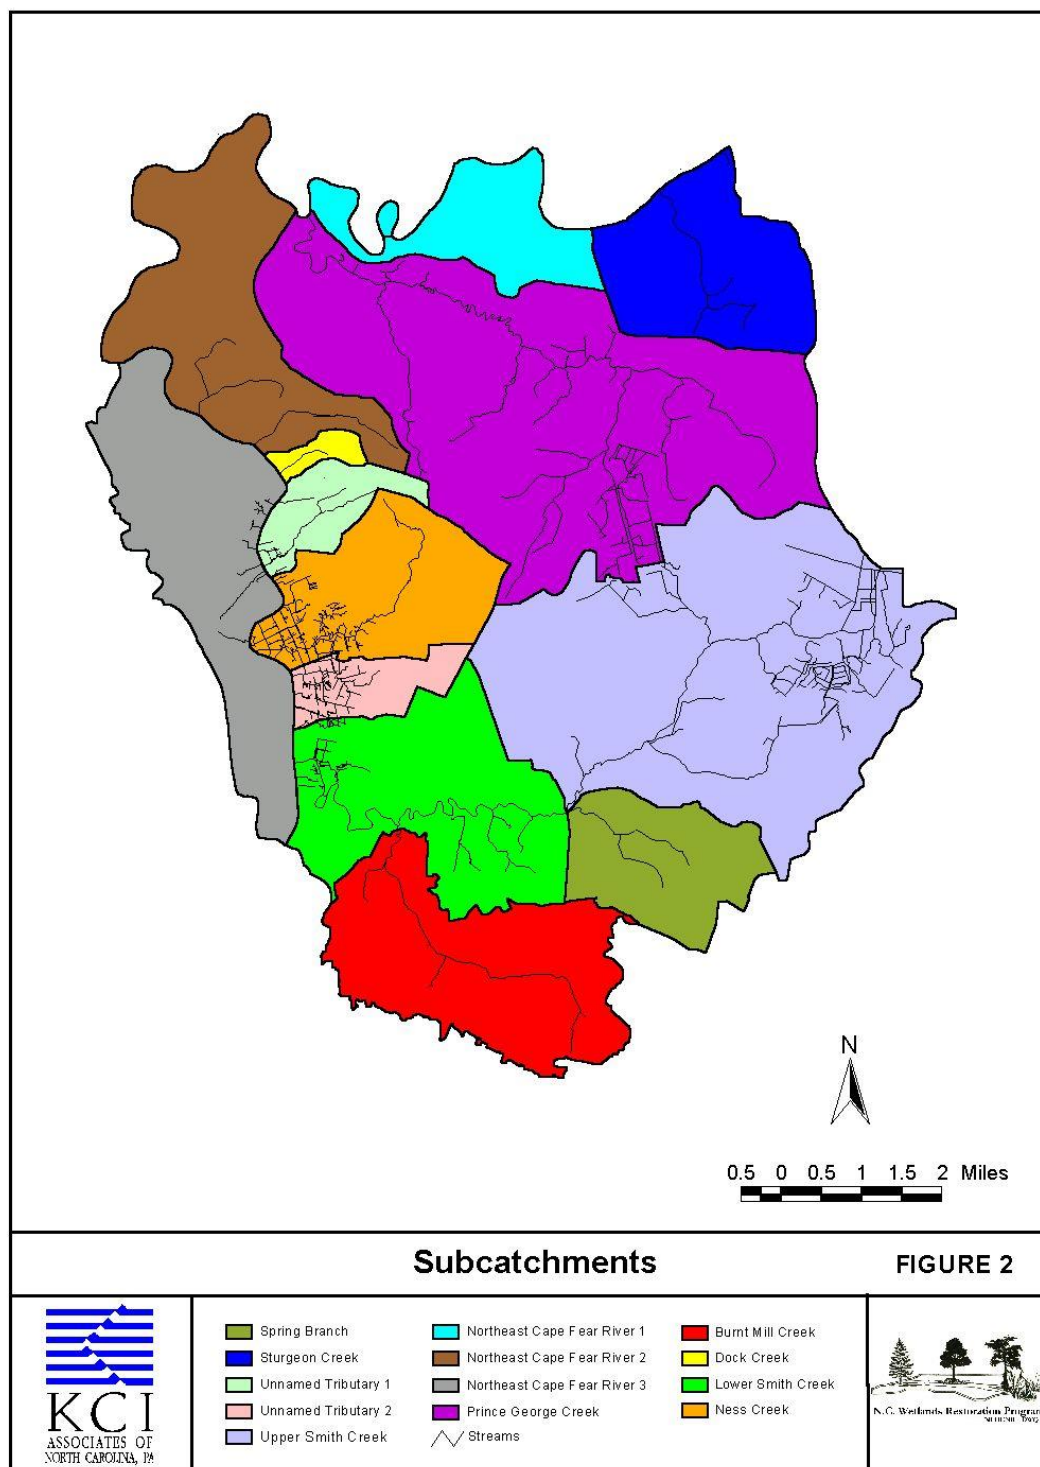 N
0.5 0 0.5 1 1.5 2 Miles
Subcatchments
FIGURE 2
KCI
ASSOCIATES OF
NORTH CAROLINA, PA
Spring Branch
Sturgeon Creek
Unnamed Tributary 1
Unnamed Tributary 2
Upper Smith Creek
Northeast Cape Fear River 1
Northeast Cape Fear River 2
Northeast Cape Fear River 3
Prince George Creek
Streams
Burnt Mill Creek
Dock Creek
Lower Smith Creek
Ness Creek
N.C. Wetlands Restoration Program